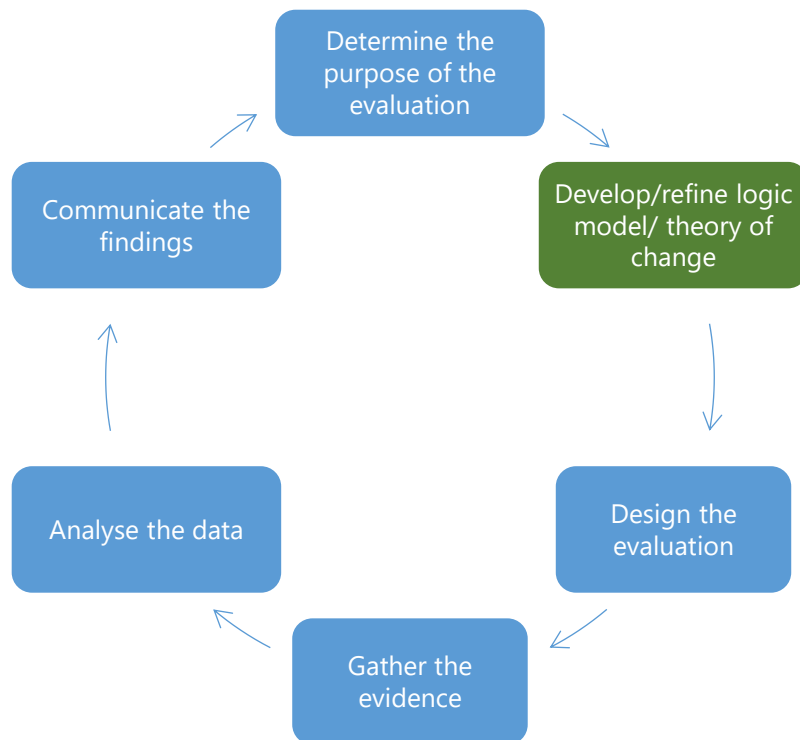 Determine the
purpose of the
evaluation
Develop/refine logic
model/ theory of
change
Design the
evaluation
Gather the
evidence
Analyse the data
Communicate the
findings